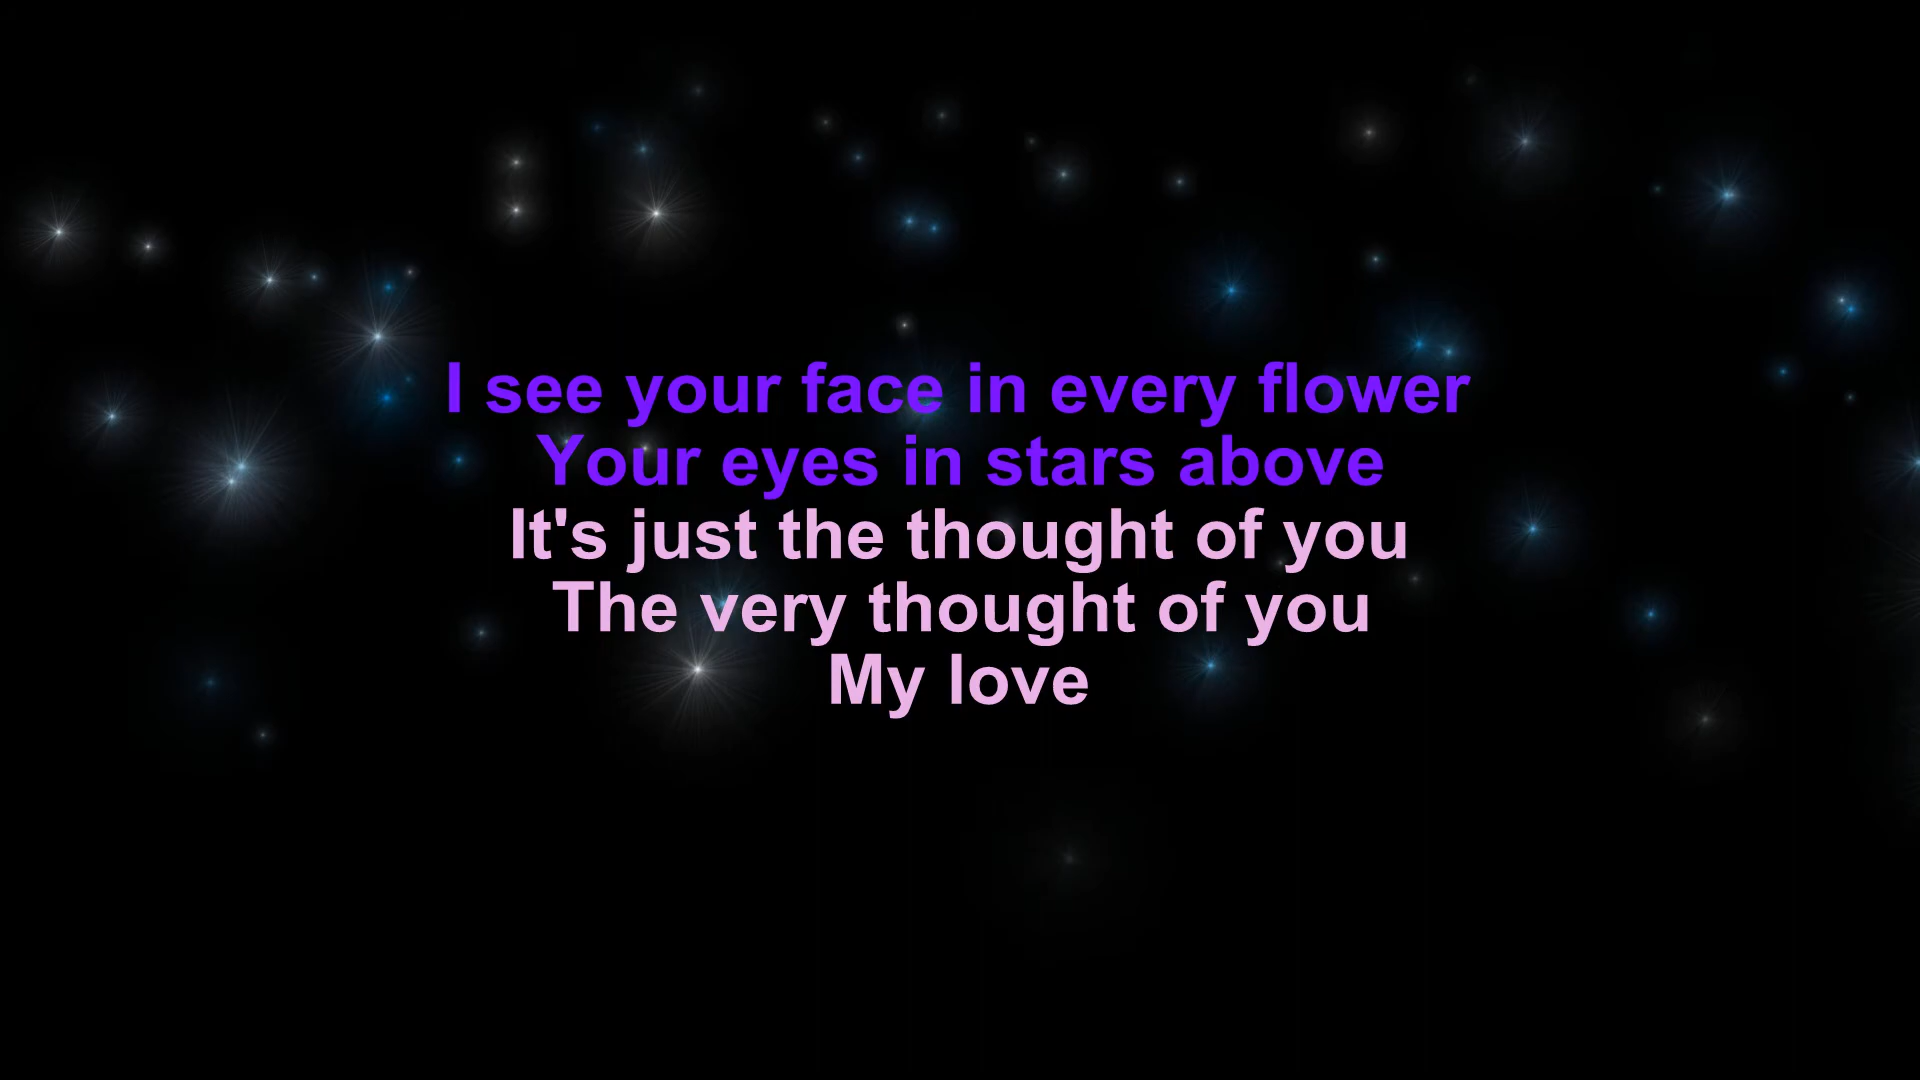 I see your face in every flower
Your eyes in stars above
It's just the thought of you
The very thought of you
My love